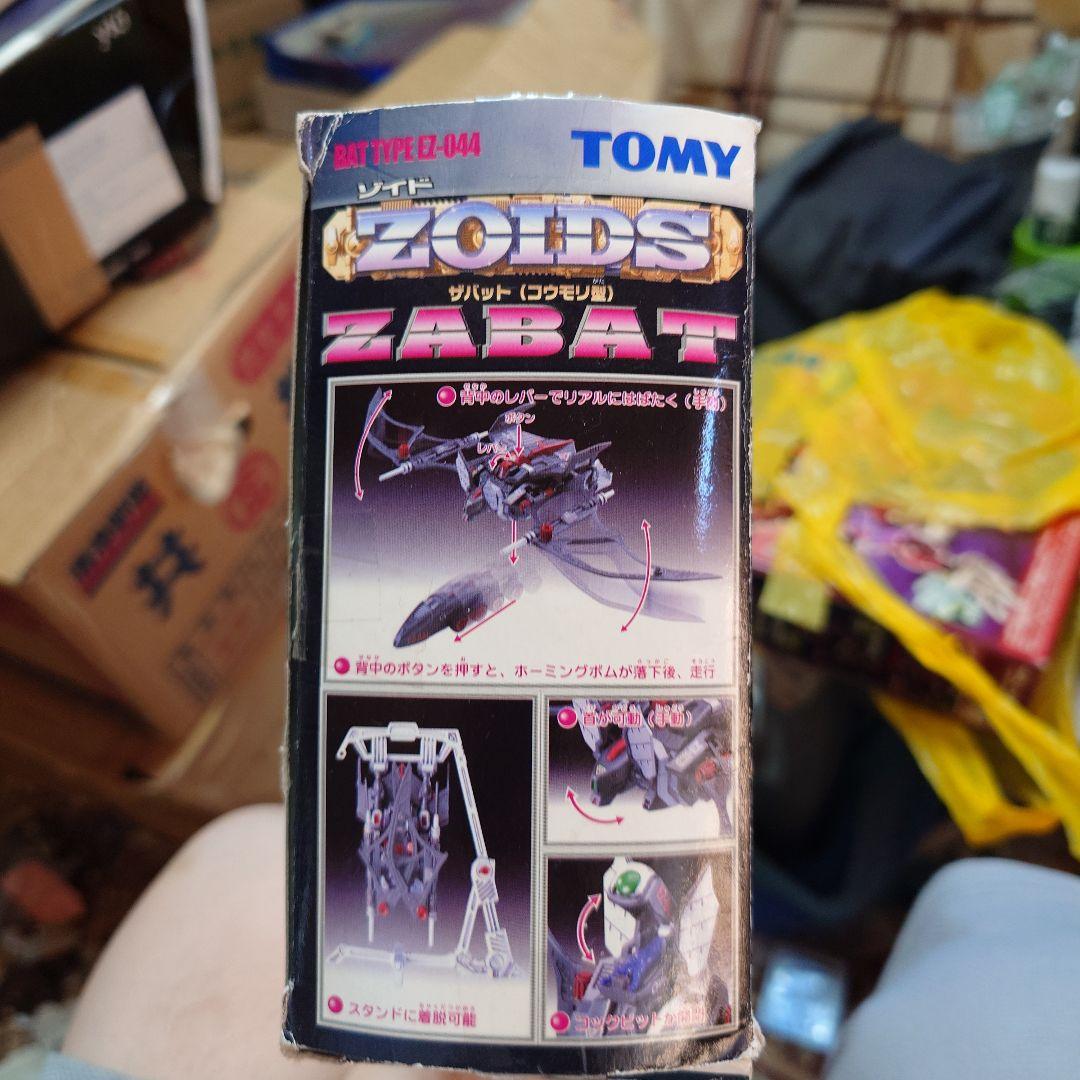 BAT TYPE EZ-044
TOMY
ゾイド
ZOIDS
ザバット（コウモリ型）
ZABAT
背中のレバーでリアルにはばたく（手動）
ボタン
レバー
背中のボタンを押すと、ホーミングボムが落下後、走行
首が可動（手動）
スタンドに着脱可能
コックピットが